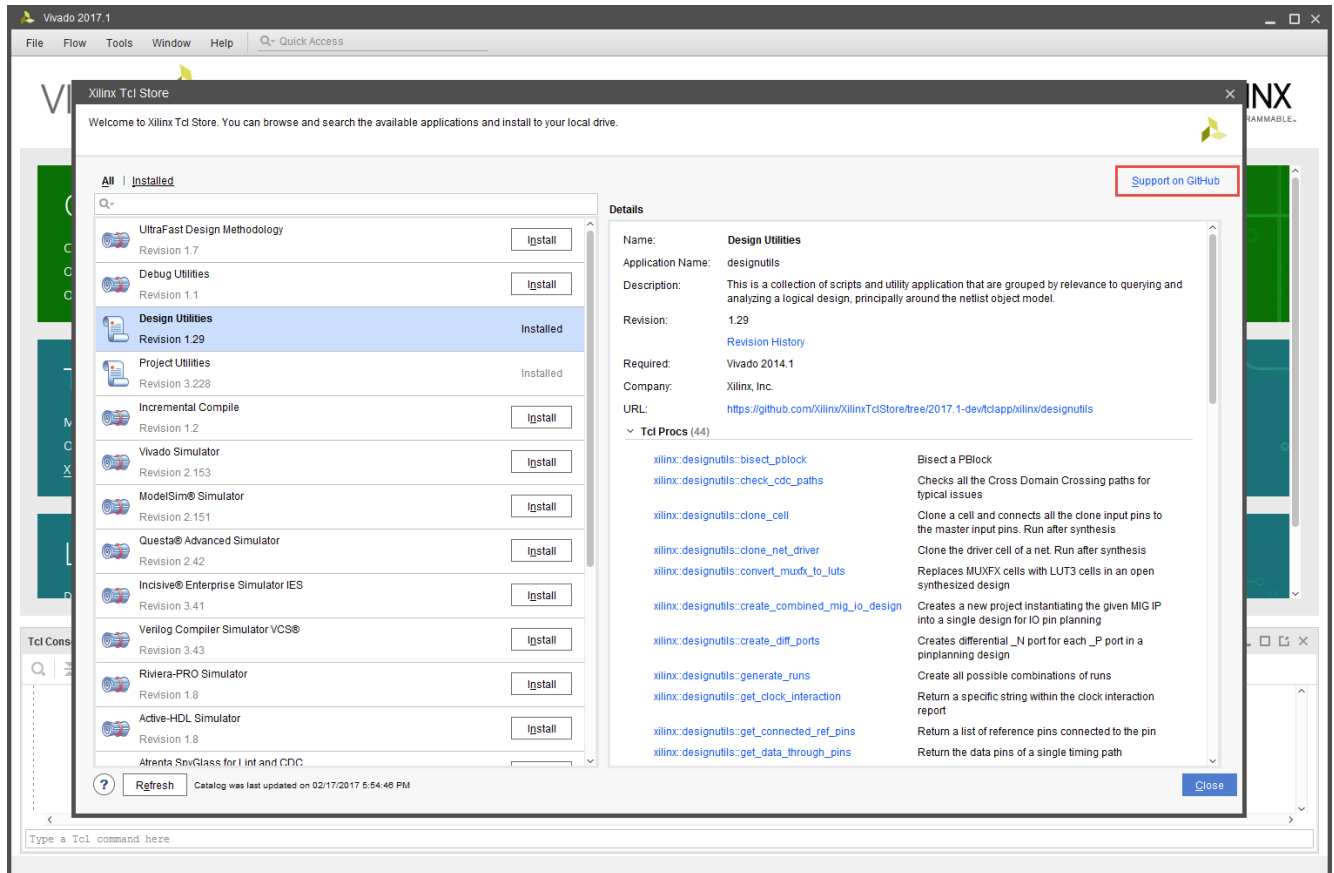 Vivado 2017.1
File Flow Tools Window Help Quick Access
VI
INX
RAMMABLE.
Xilinx Tcl Store
Welcome to Xilinx Tcl Store. You can browse and search the available applications and install to your local drive.
All | Installed
Support on GitHub
UltraFast Design Methodology
Revision 1.7
Install
Debug Utilities
Revision 1.1
Install
Design Utilities
Revision 1.29
Installed
Project Utilities
Revision 3.228
Installed
Incremental Compile
Revision 1.2
Install
Vivado Simulator
Revision 2.153
Install
ModelSim® Simulator
Revision 2.151
Install
Questa® Advanced Simulator
Revision 2.42
Install
Incisive® Enterprise Simulator IES
Revision 3.41
Install
Verilog Compiler Simulator VCS®
Revision 3.43
Install
Riviera-PRO Simulator
Revision 1.8
Install
Active-HDL Simulator
Revision 1.8
Install
Atrenta SpyGlass for Lint and CDC
Details
Name: Design Utilities
Application Name: designutils
Description: This is a collection of scripts and utility application that are grouped by relevance to querying and
analyzing a logical design, principally around the netlist object model.
Revision: 1.29
Revision History
Required: Vivado 2014.1
Company: Xilinx, Inc.
URL: https://github.com/Xilinx/XilinxTclStore/tree/2017.1-dev/tclapp/xilinx/designutils
Tcl Procs (44)
xilinx::designutils::bisect_pblock Bisect a PBlock
xilinx::designutils::check_cdc_paths Checks all the Cross Domain Crossing paths for
typical issues
xilinx::designutils::clone_cell Clone a cell and connects all the clone input pins to
the master input pins. Run after synthesis
xilinx::designutils::clone_net_driver Clone the driver cell of a net. Run after synthesis
xilinx::designutils::convert_muxfx_to_luts Replaces MUXFX cells with LUT3 cells in an open
synthesized design
xilinx::designutils::create_combined_mig_io_design Creates a new project instantiating the given MIG IP
into a single design for IO pin planning
xilinx::designutils::create_diff_ports Creates differential _N port for each _P port in a
pinplanning design
xilinx::designutils::generate_runs Create all possible combinations of runs
xilinx::designutils::get_clock_interaction Return a specific string within the clock interaction
report
xilinx::designutils::get_connected_ref_pins Return a list of reference pins connected to the pin
xilinx::designutils::get_data_through_pins Return the data pins of a single timing path
? Refresh Catalog was last updated on 02/17/2017 5:54:46 PM
Close
Tcl Cons
Type a Tcl command here